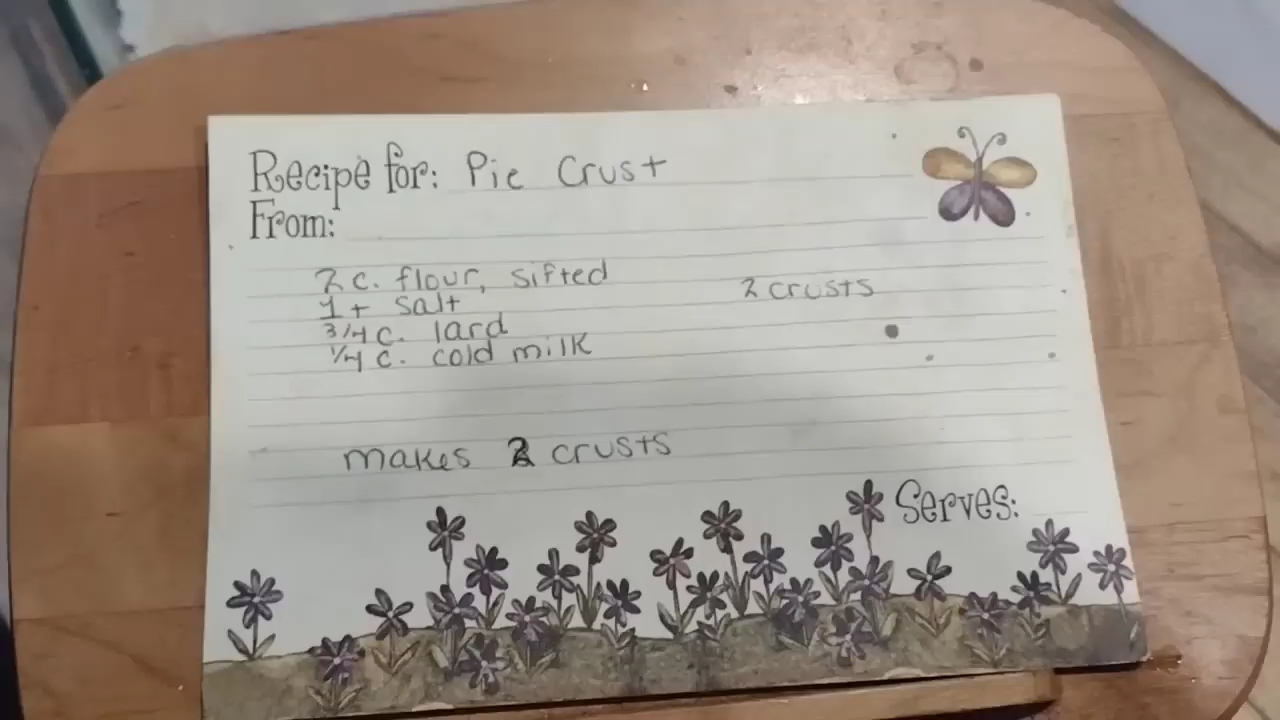 Recipe for: Pie Crust
From:
2 c. flour, sifted
1 t salt
2 crusts
3/4 c. lard
1/4 c. cold milk
makes 2 crusts
Serves: